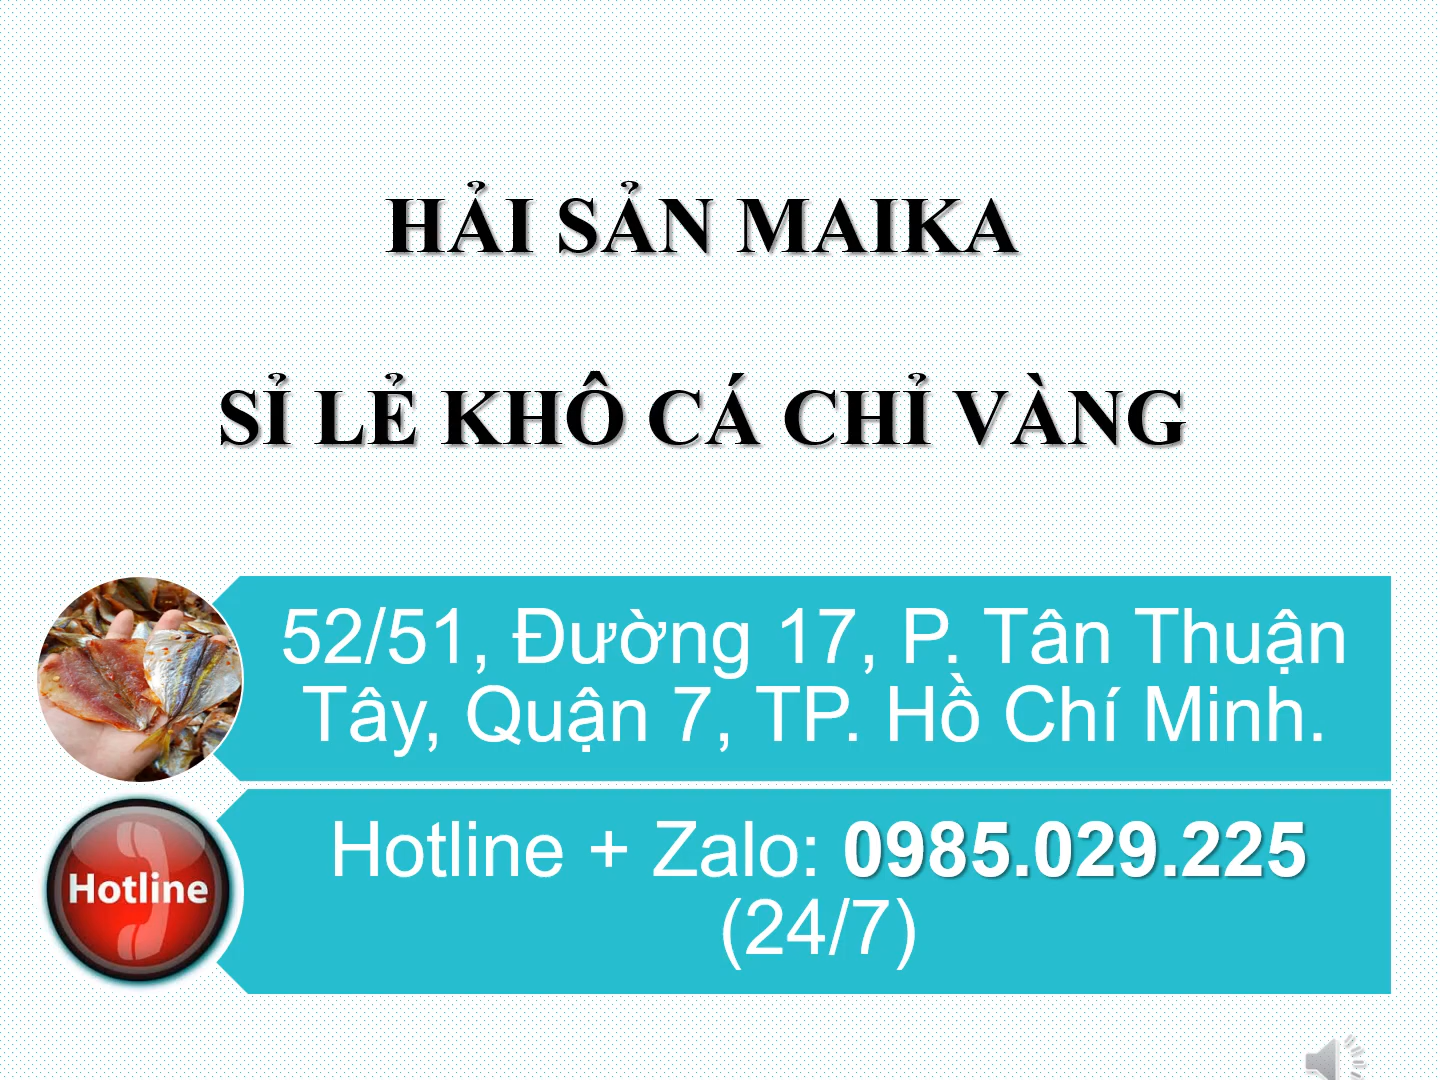 HẢI SẢN MAIKA
SỈ LẺ KHÔ CÁ CHỈ VÀNG
52/51, Đường 17, P. Tân Thuận
Tây, Quận 7, TP. Hồ Chí Minh.
Hotline
Hotline + Zalo: 0985.029.225
(24/7)